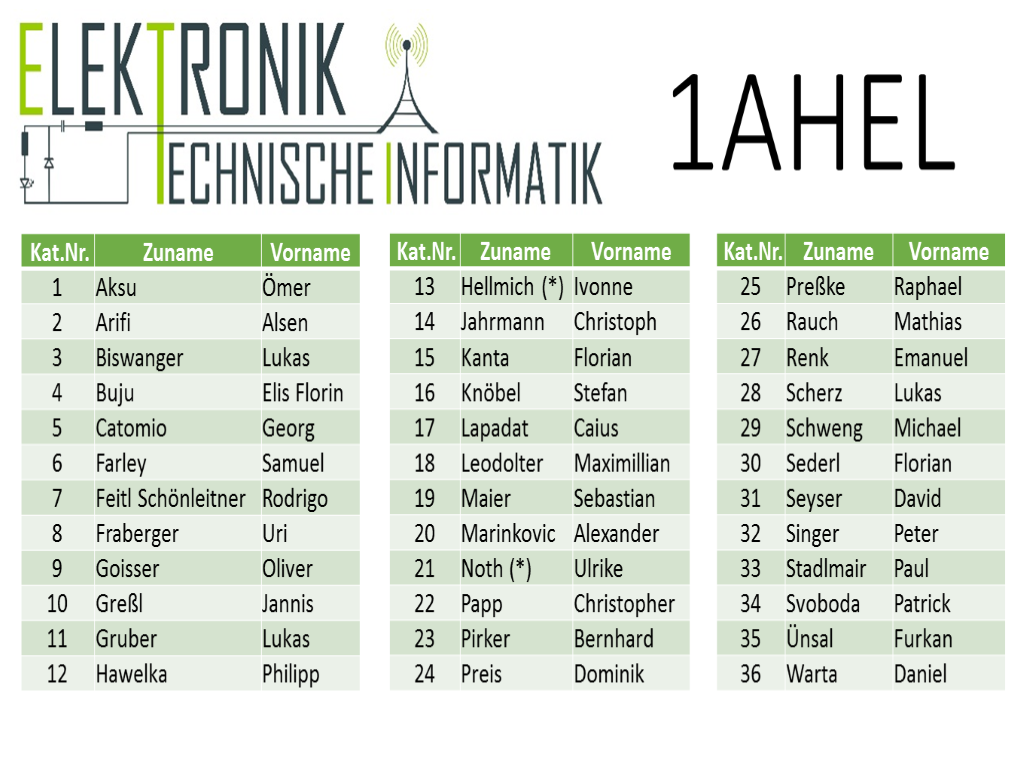 ELEKTRONIK
TECHNISCHE INFORMATIK
1AHEL
Kat.Nr. Zuname Vorname
1 Aksu Ömer
2 Arifi Alsen
3 Biswanger Lukas
4 Buju Elis Florin
5 Catomio Georg
6 Farley Samuel
7 Feitl Schönleitner Rodrigo
8 Fraberger Uri
9 Goisser Oliver
10 Greßl Jannis
11 Gruber Lukas
12 Hawelka Philipp
Kat.Nr. Zuname Vorname
13 Hellmich (*) Ivonne
14 Jahrmann Christoph
15 Kanta Florian
16 Knöbel Stefan
17 Lapadat Caius
18 Leodolter Maximillian
19 Maier Sebastian
20 Marinkovic Alexander
21 Noth (*) Ulrike
22 Papp Christopher
23 Pirker Bernhard
24 Preis Dominik
Kat.Nr. Zuname Vorname
25 Preßke Raphael
26 Rauch Mathias
27 Renk Emanuel
28 Scherz Lukas
29 Schweng Michael
30 Sederl Florian
31 Seyser David
32 Singer Peter
33 Stadlmair Paul
34 Svoboda Patrick
35 Ünsal Furkan
36 Warta Daniel